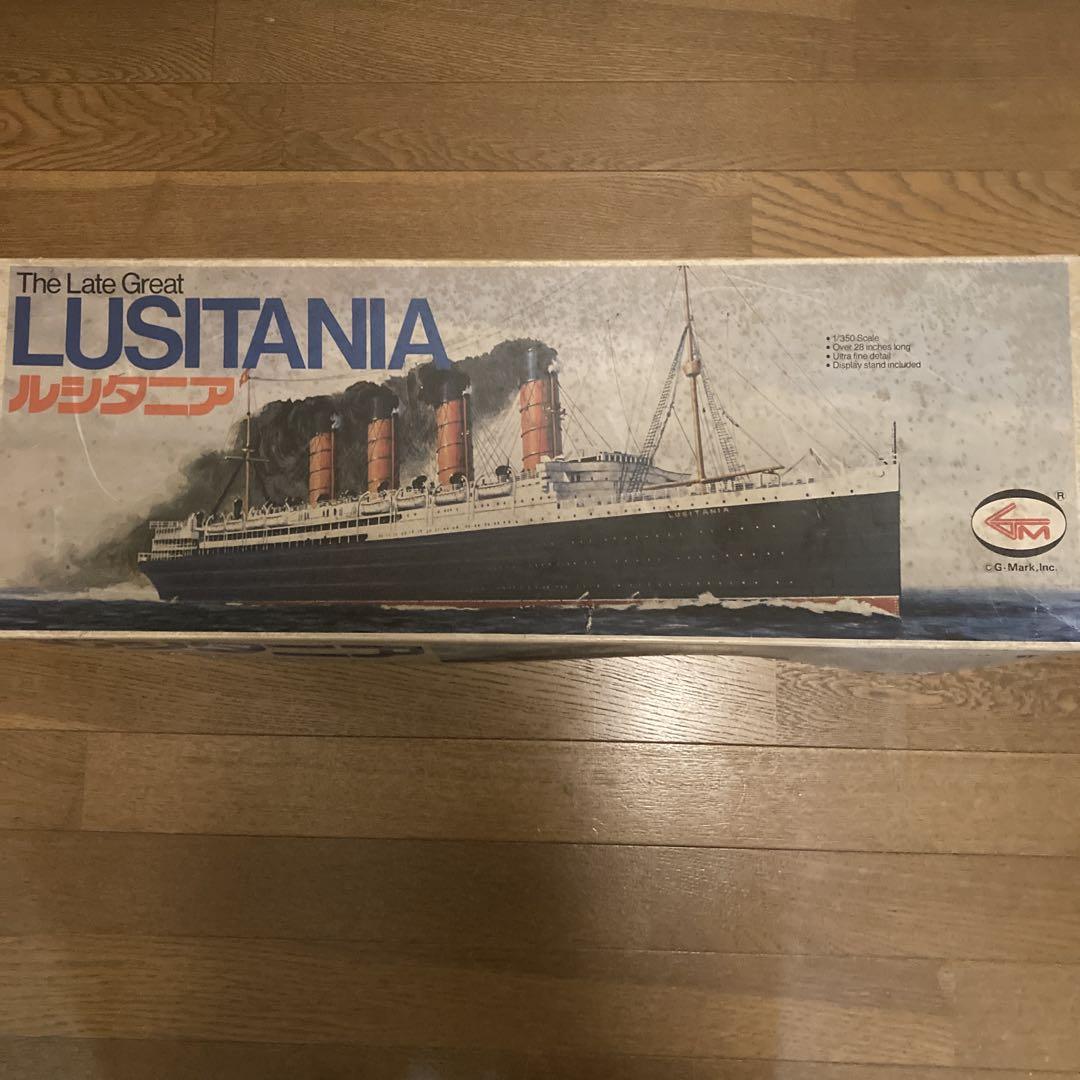 The Late Great
LUSITANIA
ルシタニア
• 1/350 Scale
• Over 28 inches long
• Ultra fine detail
• Display stand included
LUSITANIA
GM
®
© G-Mark, Inc.